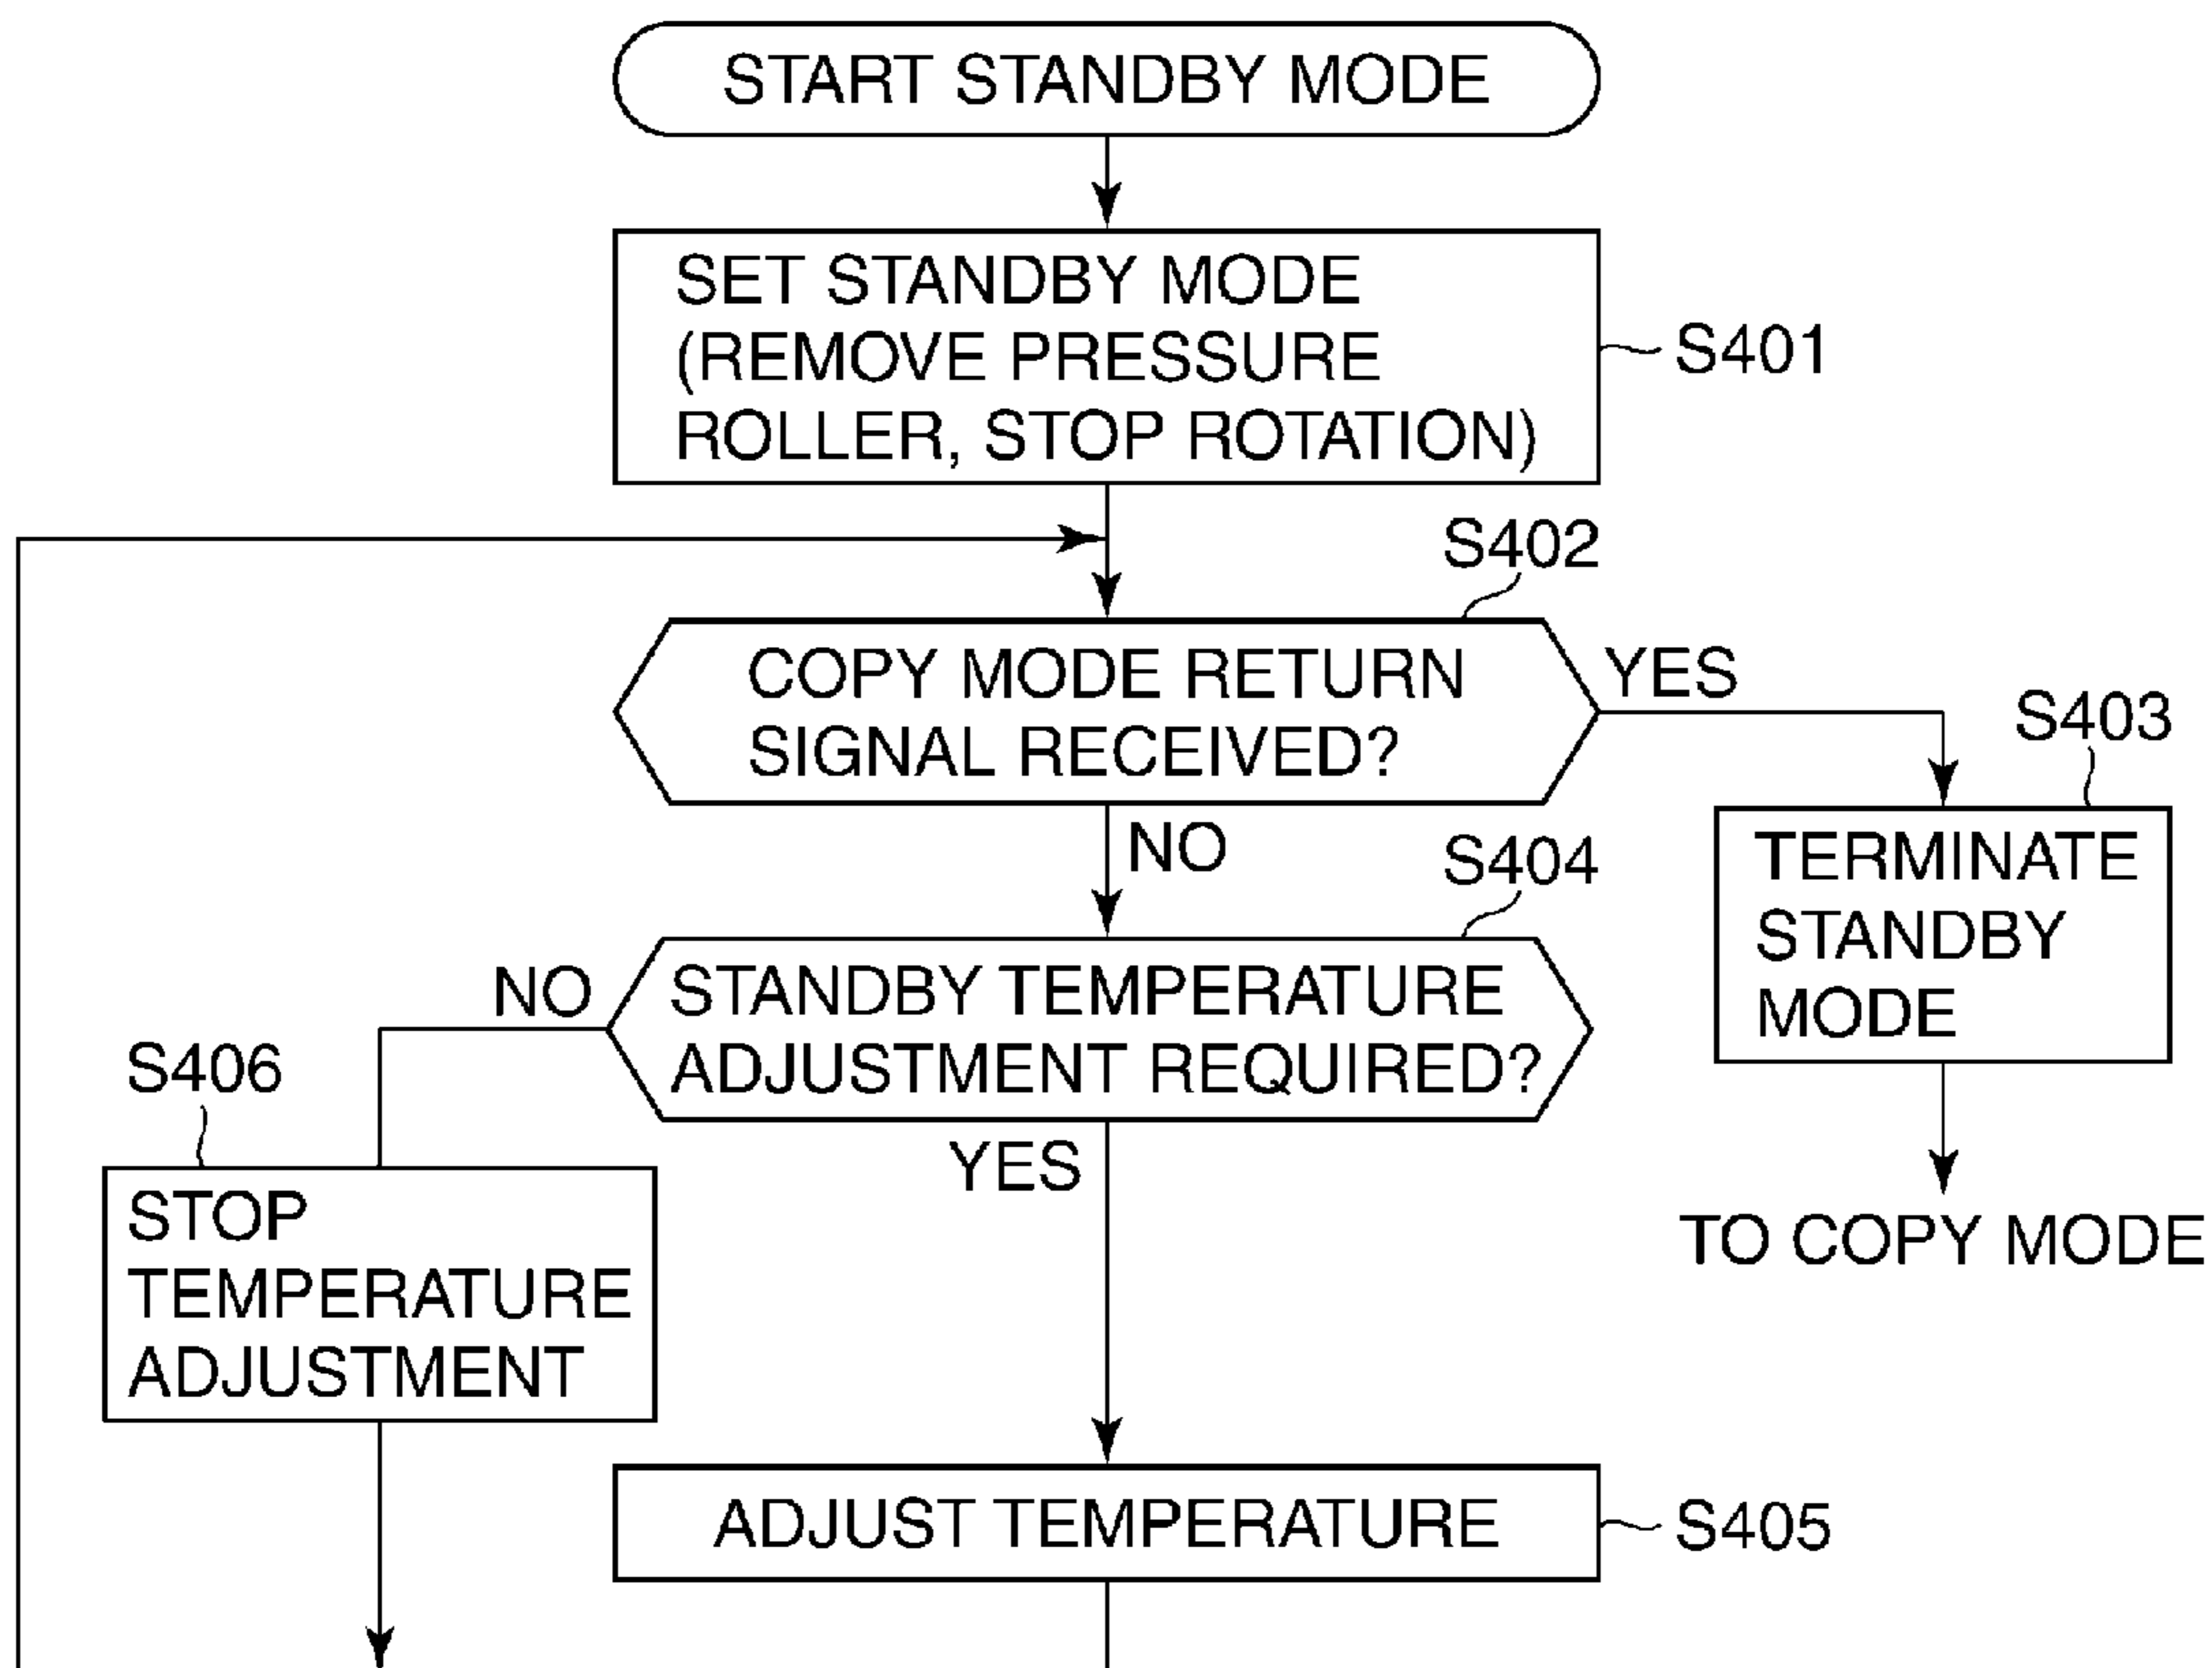 START STANDBY MODE
SET STANDBY MODE
(REMOVE PRESSURE
ROLLER, STOP ROTATION)
S401
S402
COPY MODE RETURN
SIGNAL RECEIVED?
YES
S403
TERMINATE
STANDBY
MODE
TO COPY MODE
NO
S404
STANDBY TEMPERATURE
ADJUSTMENT REQUIRED?
NO
S406
STOP
TEMPERATURE
ADJUSTMENT
YES
ADJUST TEMPERATURE
S405